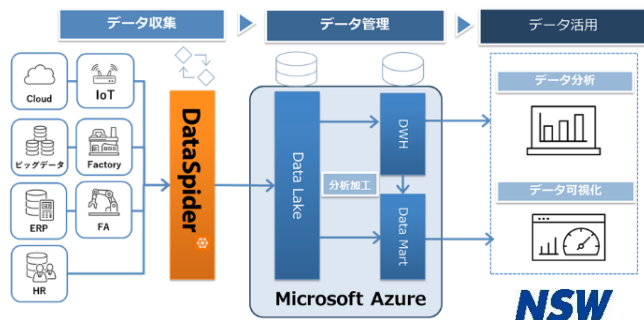 データ収集
データ管理
データ活用
Cloud
IoT
ビッグデータ
Factory
ERP
FA
HR
DataSpider
Data Lake
分析加工
DWH
Data Mart
Microsoft Azure
データ分析
データ可視化
NSW